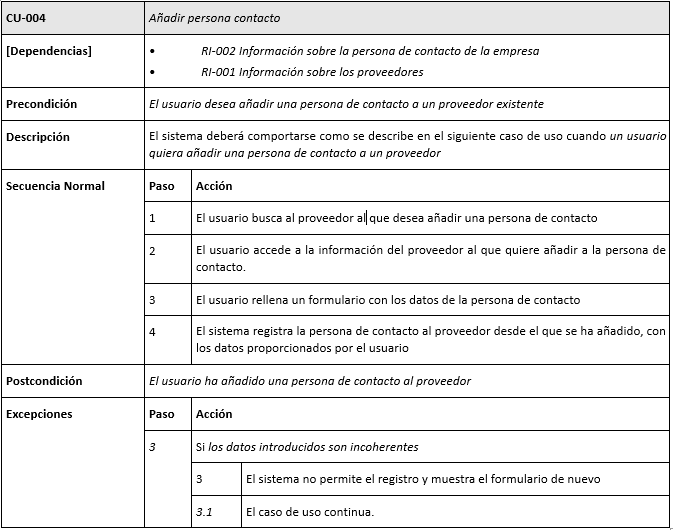 CU-004 Añadir persona contacto
[Dependencias] • RI-002 Información sobre la persona de contacto de la empresa
• RI-001 Información sobre los proveedores
Precondición El usuario desea añadir una persona de contacto a un proveedor existente
Descripción El sistema deberá comportarse como se describe en el siguiente caso de uso cuando un usuario
quiera añadir una persona de contacto a un proveedor
Secuencia Normal Paso Acción
1 El usuario busca al proveedor al que desea añadir una persona de contacto
2 El usuario accede a la información del proveedor al que quiere añadir a la persona de
contacto.
3 El usuario rellena un formulario con los datos de la persona de contacto
4 El sistema registra la persona de contacto al proveedor desde el que se ha añadido, con
los datos proporcionados por el usuario
Postcondición El usuario ha añadido una persona de contacto al proveedor
Excepciones Paso Acción
3 Si los datos introducidos son incoherentes
3 El sistema no permite el registro y muestra el formulario de nuevo
3.1 El caso de uso continua.